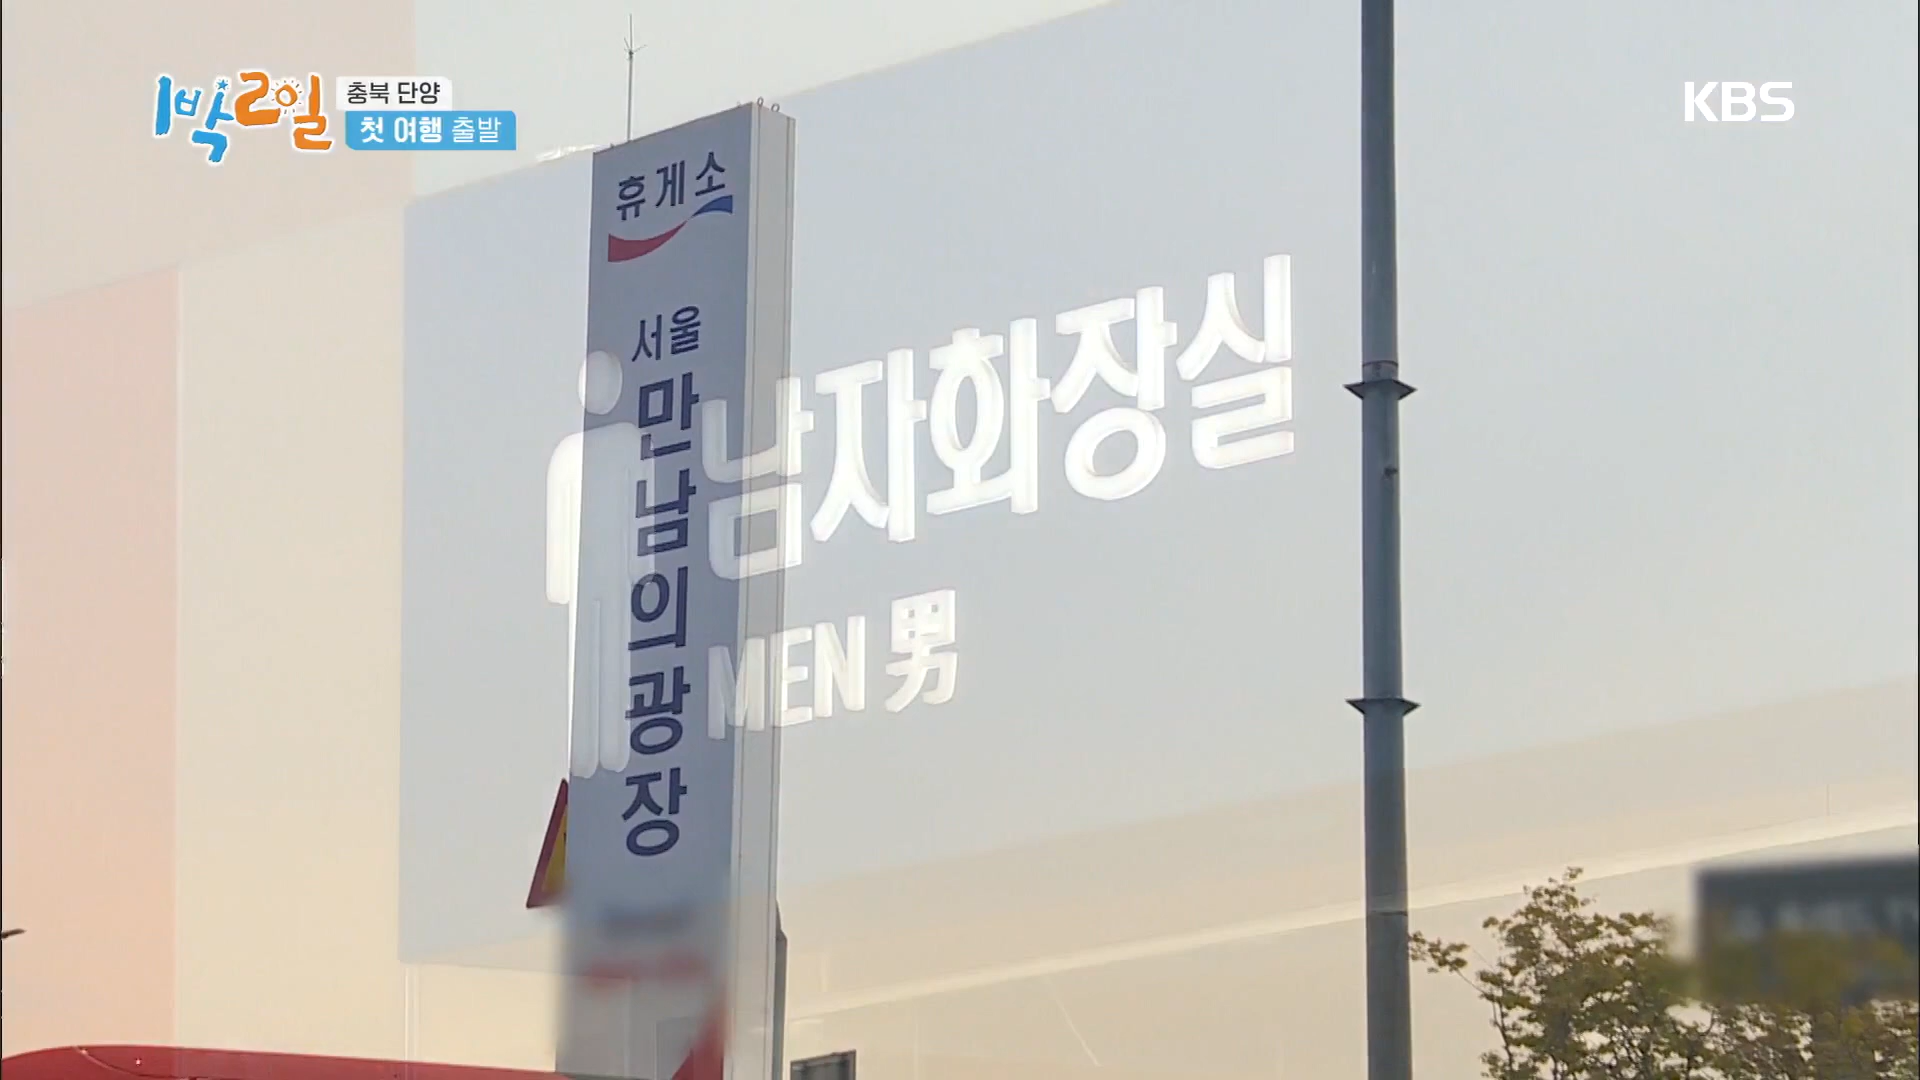 1박2일
충북 단양
첫 여행 출발
KBS
휴게소
서울
만남의광장
남자화장실
MEN 男